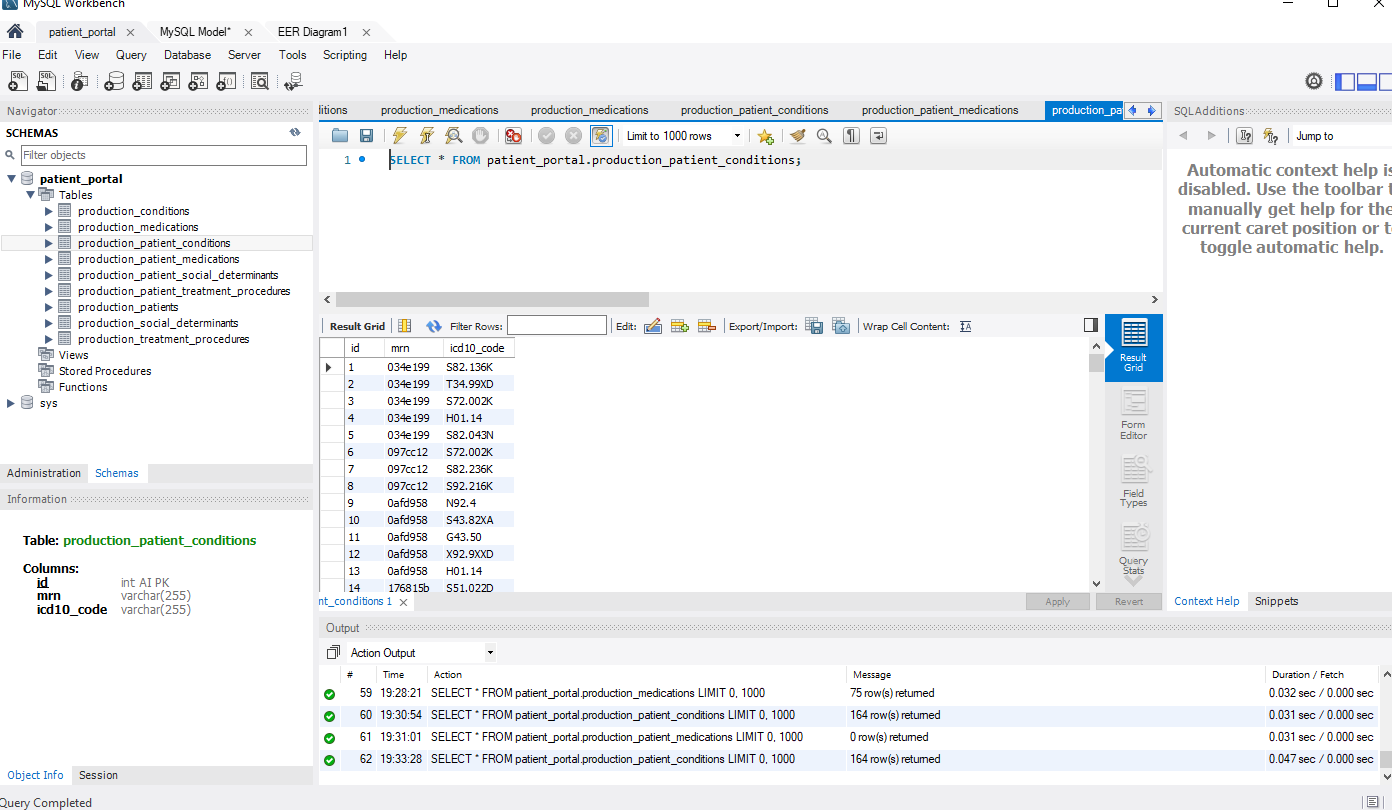 MySQL Workbench
patient_portal
MySQL Model*
EER Diagram1
File Edit View Query Database Server Tools Scripting Help
Navigator
SCHEMAS
Filter objects
patient_portal
Tables
production_conditions
production_medications
production_patient_conditions
production_patient_medications
production_patient_social_determinants
production_patient_treatment_procedures
production_patients
production_social_determinants
production_treatment_procedures
Views
Stored Procedures
Functions
sys
Administration Schemas
Information
Table: production_patient_conditions
Columns:
id int AI PK
mrn varchar(255)
icd10_code varchar(255)
Object Info Session
Query Completed
ditions production_medications production_medications production_patient_conditions production_patient_medications production_pa
Limit to 1000 rows
1 SELECT * FROM patient_portal.production_patient_conditions;
Result Grid Filter Rows: Edit: Export/Import: Wrap Cell Content: IA
id mrn icd10_code
1 034e199 S82.136K
2 034e199 T34.99XD
3 034e199 S72.002K
4 034e199 H01.14
5 034e199 S82.043N
6 097cc12 S72.002K
7 097cc12 S82.236K
8 097cc12 S92.216K
9 0afd958 N92.4
10 0afd958 S43.82XA
11 0afd958 G43.50
12 0afd958 X92.9XXD
13 0afd958 H01.14
14 176815b S51.022D
Result
Grid
Form
Editor
Field
Types
Query
Stats
nt_conditions 1
Apply Revert
SQLAdditions
Jump to
Automatic context help is
disabled. Use the toolbar t
manually get help for the
current caret position or to
toggle automatic help.
Context Help Snippets
Output
Action Output
# Time Action Message Duration / Fetch
59 19:28:21 SELECT * FROM patient_portal.production_medications LIMIT 0, 1000 75 row(s) returned 0.032 sec / 0.000 sec
60 19:30:54 SELECT * FROM patient_portal.production_patient_conditions LIMIT 0, 1000 164 row(s) returned 0.031 sec / 0.000 sec
61 19:31:01 SELECT * FROM patient_portal.production_patient_medications LIMIT 0, 1000 0 row(s) returned 0.031 sec / 0.000 sec
62 19:33:28 SELECT * FROM patient_portal.production_patient_conditions LIMIT 0, 1000 164 row(s) returned 0.047 sec / 0.000 sec